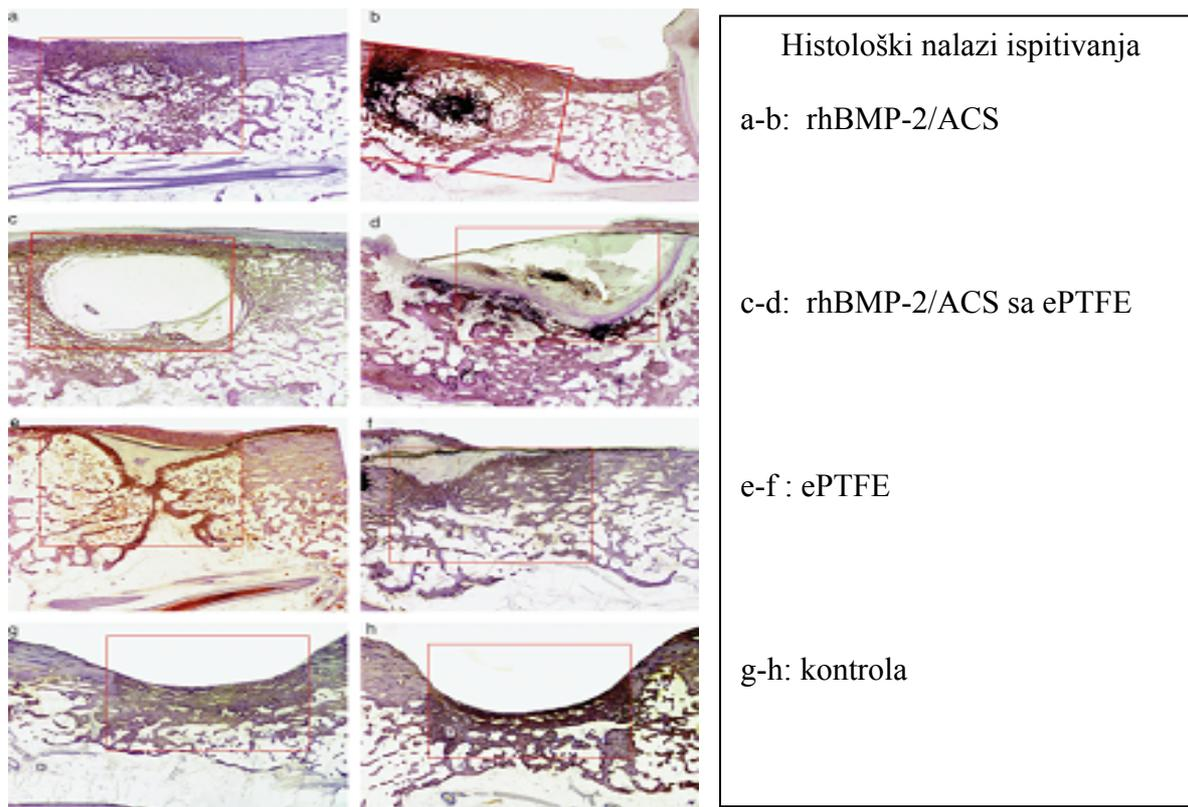 a
b
c
d
e
f
g
h
Histološki nalazi ispitivanja
a-b: rhBMP-2/ACS
c-d: rhBMP-2/ACS sa ePTFE
e-f : ePTFE
g-h: kontrola